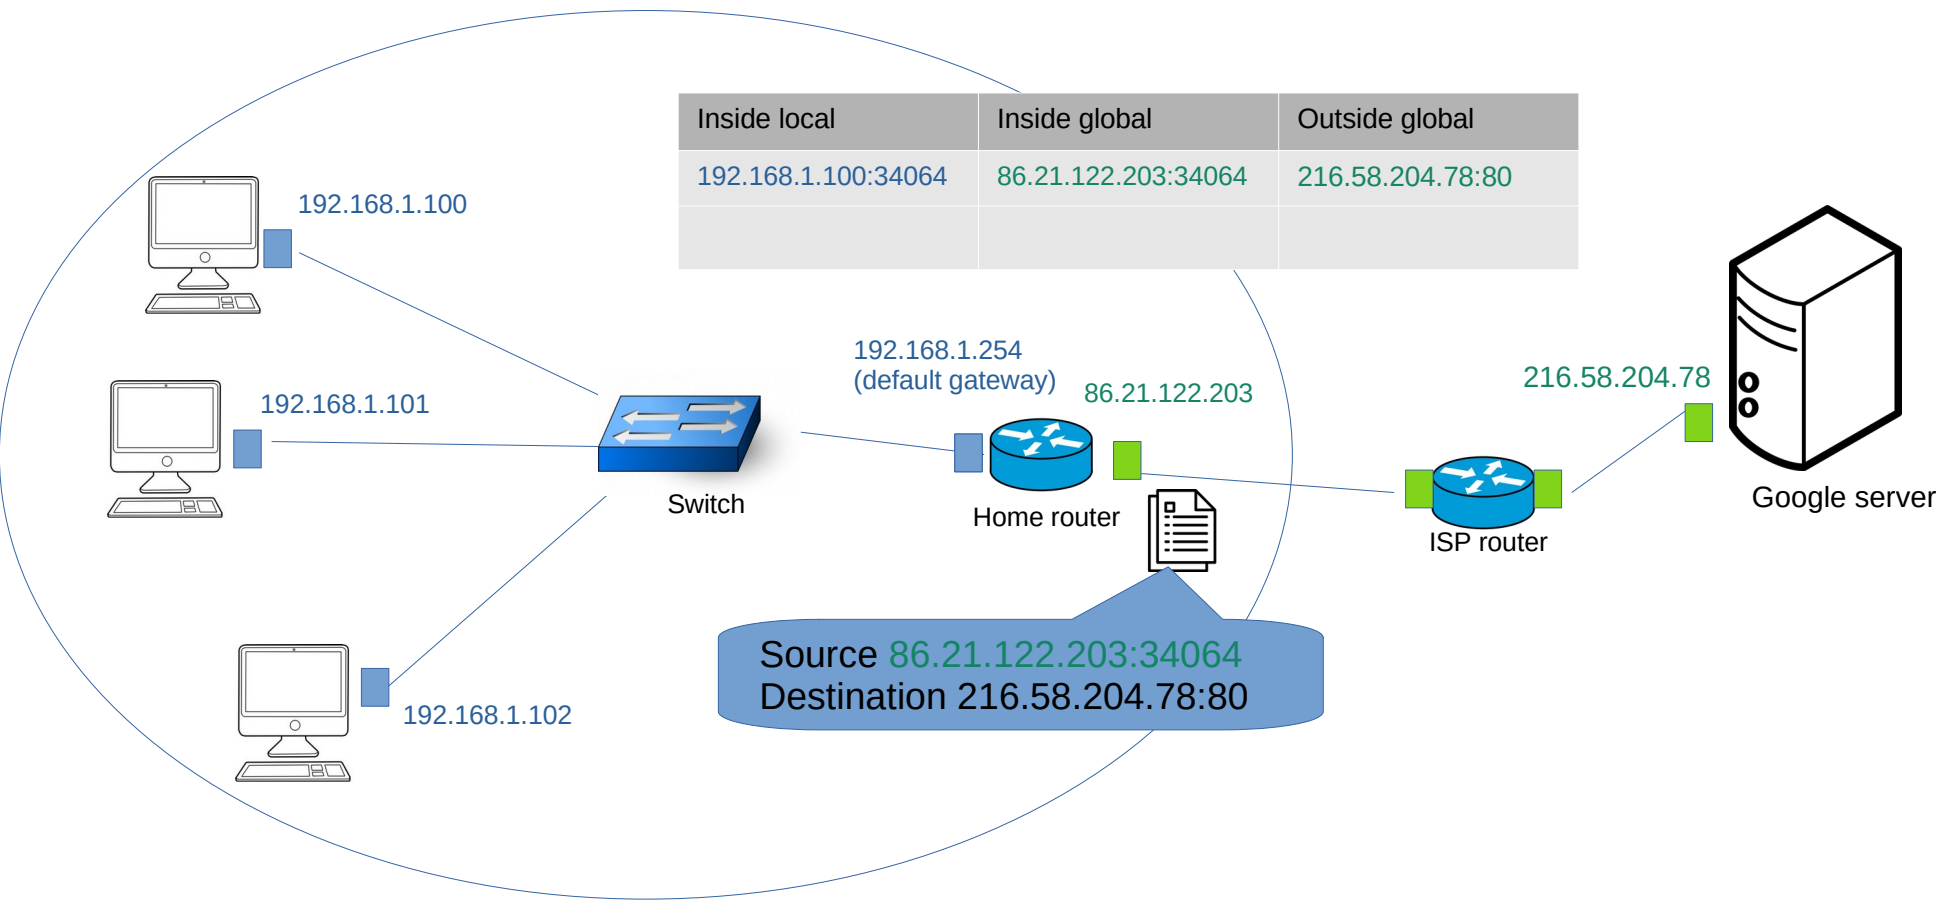 Inside local
Inside global
Outside global
192.168.1.100:34064
86.21.122.203:34064
216.58.204.78:80
192.168.1.100
192.168.1.254
(default gateway)
86.21.122.203
216.58.204.78
192.168.1.101
Switch
Home router
ISP router
Google server
Source 86.21.122.203:34064
Destination 216.58.204.78:80
192.168.1.102